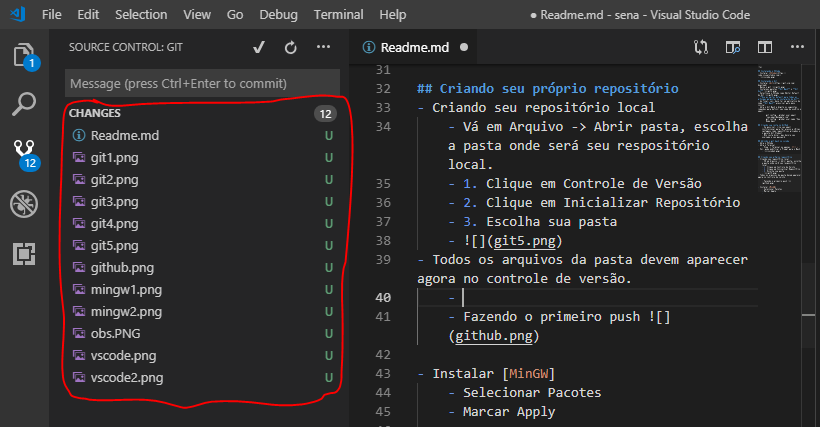 File Edit Selection View Go Debug Terminal Help ● Readme.md - sena - Visual Studio Code
SOURCE CONTROL: GIT
Message (press Ctrl+Enter to commit)
CHANGES 12
Readme.md U
git1.png U
git2.png U
git3.png U
git4.png U
git5.png U
github.png U
mingw1.png U
mingw2.png U
obs.PNG U
vscode.png U
vscode2.png U
1
12
Readme.md ●
31
32 ## Criando seu próprio repositório
33 - Criando seu repositório local
34 - Vá em Arquivo -> Abrir pasta, escolha
a pasta onde será seu respositório
local.
35 - 1. Clique em Controle de Versão
36 - 2. Clique em Inicializar Repositório
37 - 3. Escolha sua pasta
38 - ![](git5.png)
39 - Todos os arquivos da pasta devem aparecer
agora no controle de versão.
40 -
41 - Fazendo o primeiro push ![]
(github.png)
42
43 - Instalar [MinGW]
44 - Selecionar Pacotes
45 - Marcar Apply